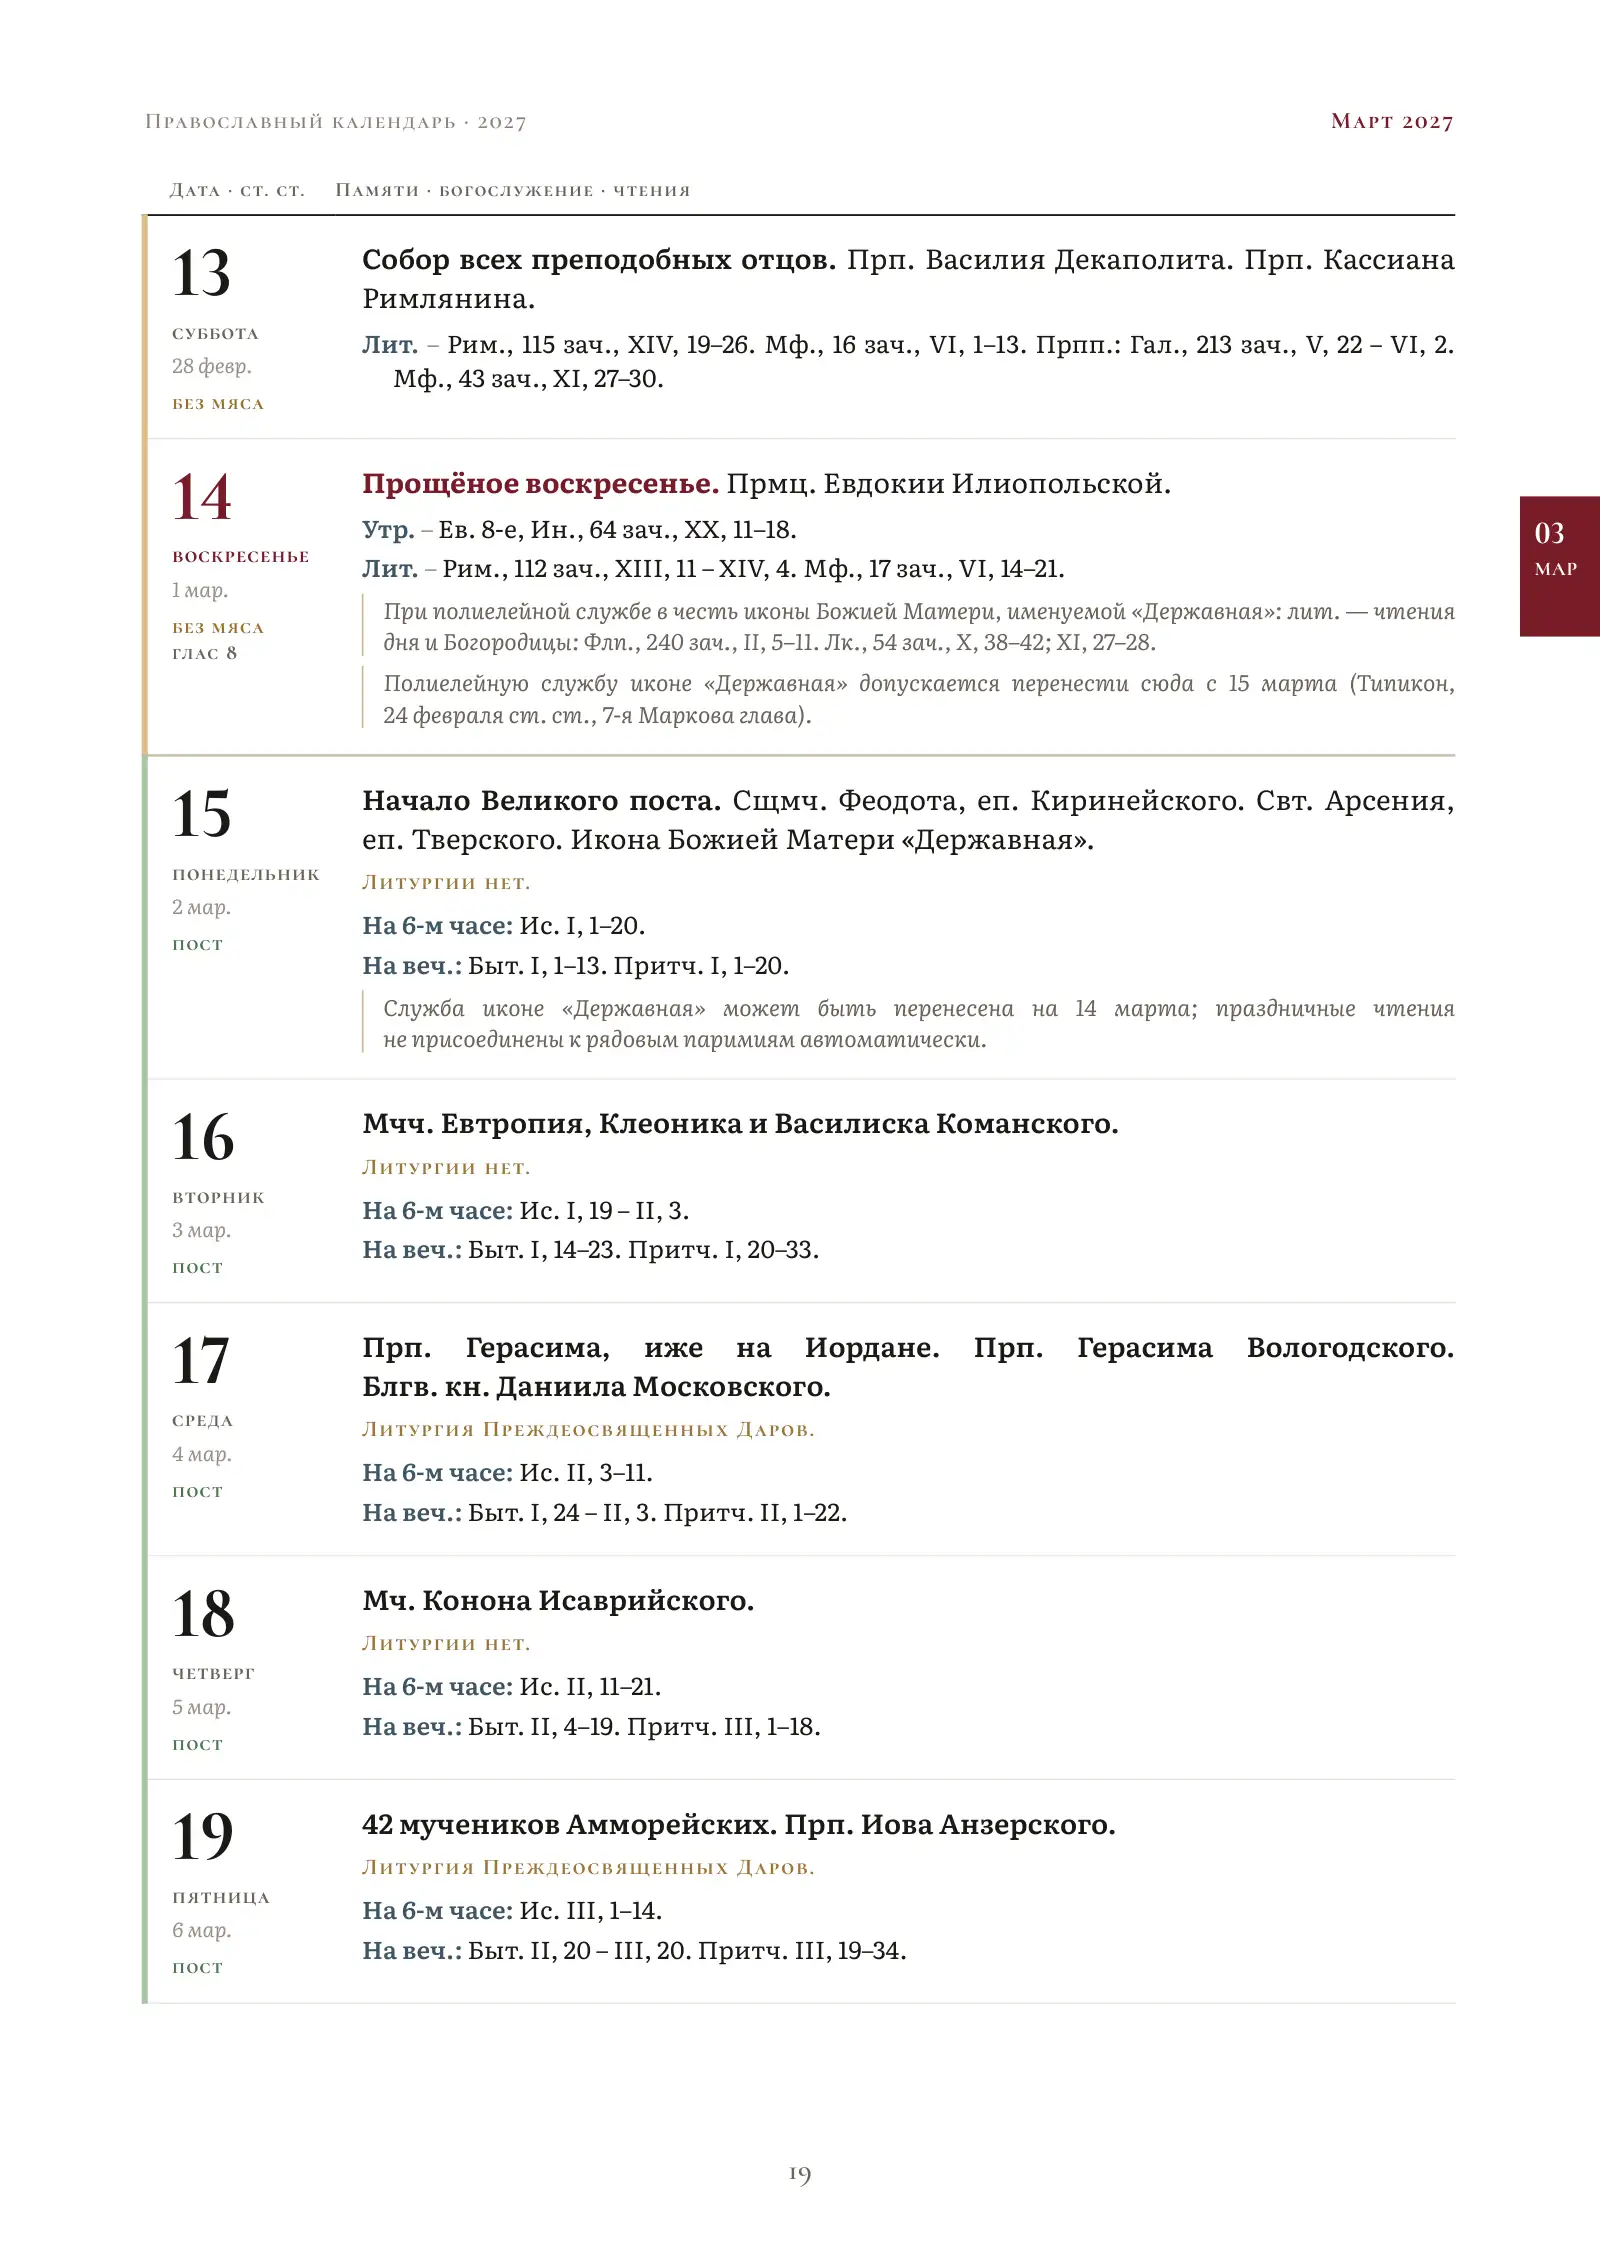 Православный календарь · 2027
Март 2027
Дата · ст. ст. Памяти · богослужение · чтения
13
суббота
28 февр.
без мяса
Собор всех преподобных отцов. Прп. Василия Декаполита. Прп. Кассиана
Римлянина.
Лит. – Рим., 115 зач., XIV, 19–26. Мф., 16 зач., VI, 1–13. Прпп.: Гал., 213 зач., V, 22 – VI, 2.
Мф., 43 зач., XI, 27–30.
14
воскресенье
1 мар.
без мяса
глас 8
Прощёное воскресенье. Прмц. Евдокии Илиопольской.
Утр. – Ев. 8-е, Ин., 64 зач., XX, 11–18.
Лит. – Рим., 112 зач., XIII, 11 – XIV, 4. Мф., 17 зач., VI, 14–21.
При полиелейной службе в честь иконы Божией Матери, именуемой «Державная»: лит. — чтения
дня и Богородицы: Флп., 240 зач., II, 5–11. Лк., 54 зач., X, 38–42; XI, 27–28.
Полиелейную службу иконе «Державная» допускается перенести сюда с 15 марта (Типикон,
24 февраля ст. ст., 7-я Маркова глава).
03
мар
15
понедельник
2 мар.
пост
Начало Великого поста. Сщмч. Феодота, еп. Киринейского. Свт. Арсения,
еп. Тверского. Икона Божией Матери «Державная».
Литургии нет.
На 6-м часе: Ис. I, 1–20.
На веч.: Быт. I, 1–13. Притч. I, 1–20.
Служба иконе «Державная» может быть перенесена на 14 марта; праздничные чтения
не присоединены к рядовым паримиям автоматически.
16
вторник
3 мар.
пост
Мчч. Евтропия, Клеоника и Василиска Команского.
Литургии нет.
На 6-м часе: Ис. I, 19 – II, 3.
На веч.: Быт. I, 14–23. Притч. I, 20–33.
17
среда
4 мар.
пост
Прп. Герасима, иже на Иордане. Прп. Герасима Вологодского.
Блгв. кн. Даниила Московского.
Литургия Преждеосвященных Даров.
На 6-м часе: Ис. II, 3–11.
На веч.: Быт. I, 24 – II, 3. Притч. II, 1–22.
18
четверг
5 мар.
пост
Мч. Конона Исаврийского.
Литургии нет.
На 6-м часе: Ис. II, 11–21.
На веч.: Быт. II, 4–19. Притч. III, 1–18.
19
пятница
6 мар.
пост
42 мучеников Амморейских. Прп. Иова Анзерского.
Литургия Преждеосвященных Даров.
На 6-м часе: Ис. III, 1–14.
На веч.: Быт. II, 20 – III, 20. Притч. III, 19–34.
19